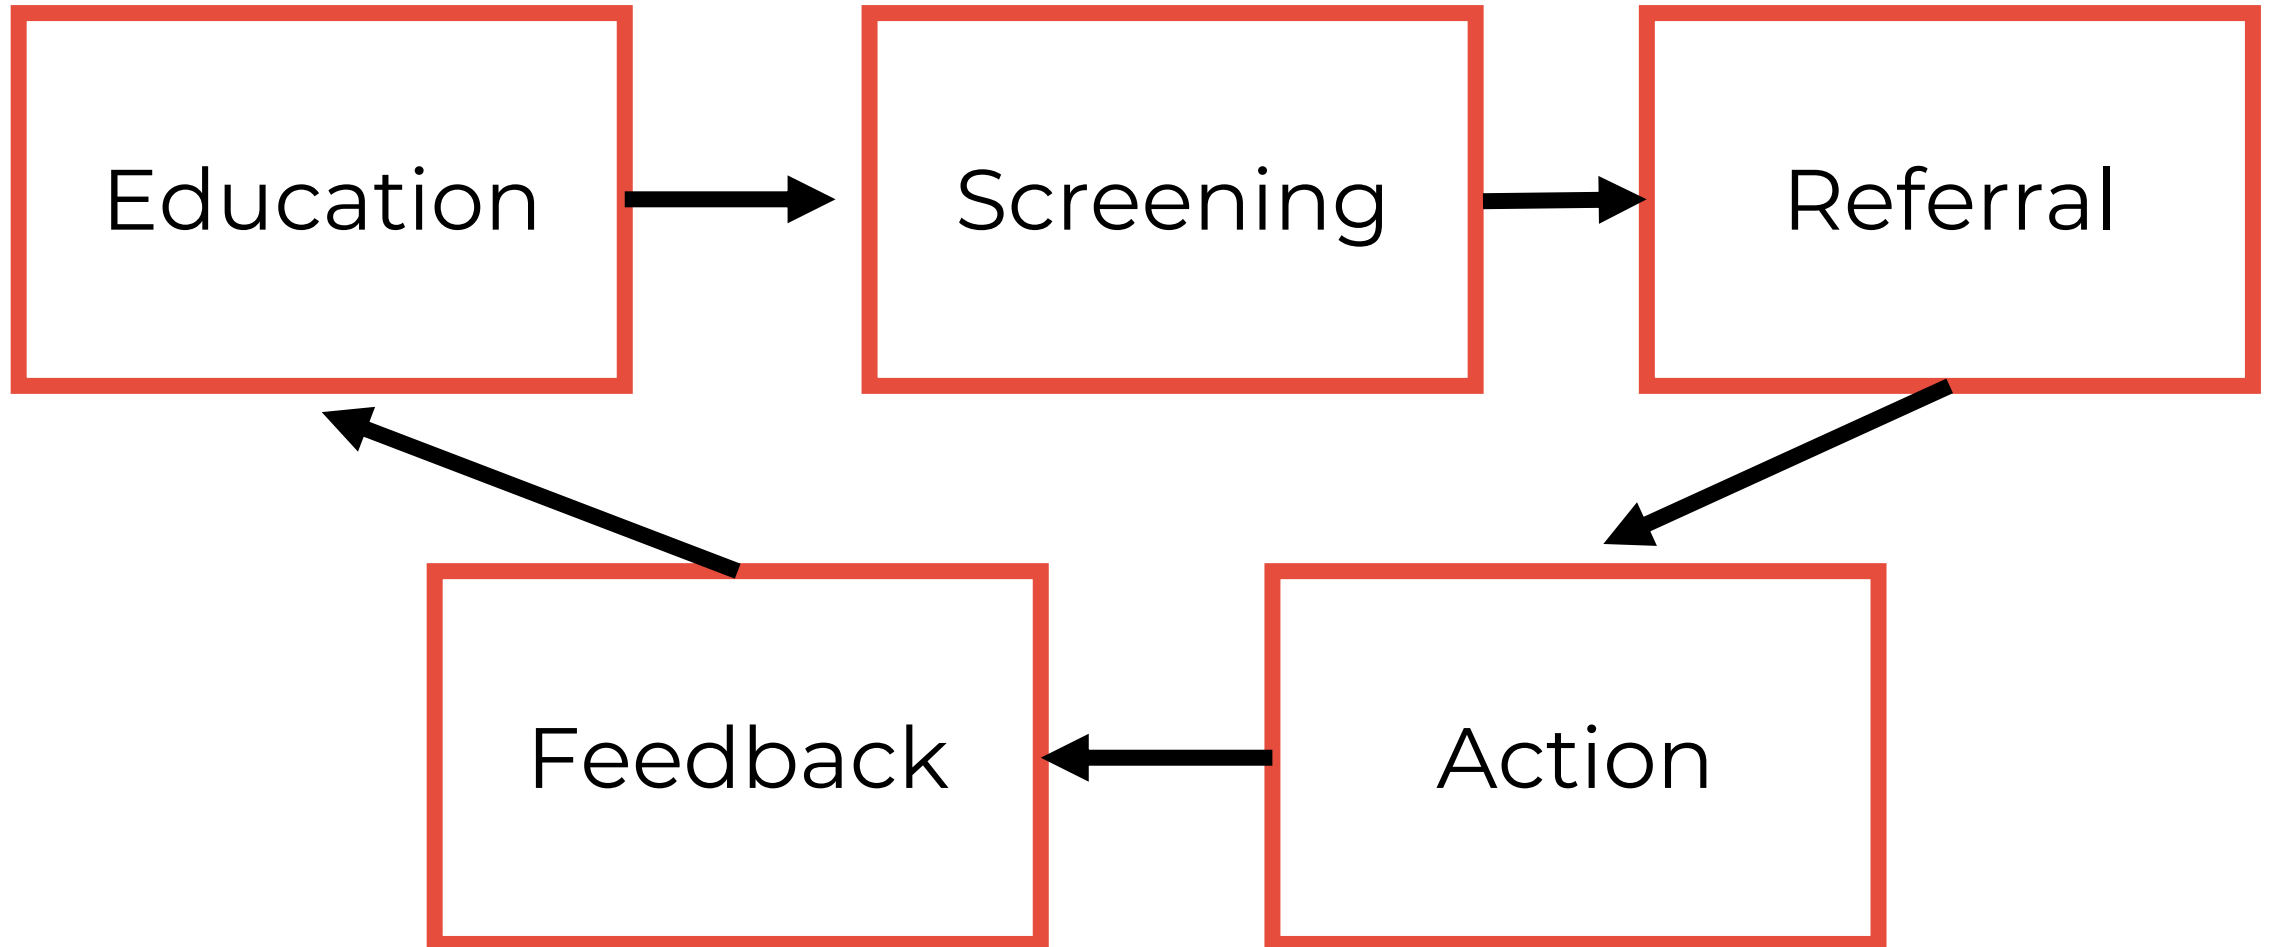 Education
Screening
Referral
Feedback
Action